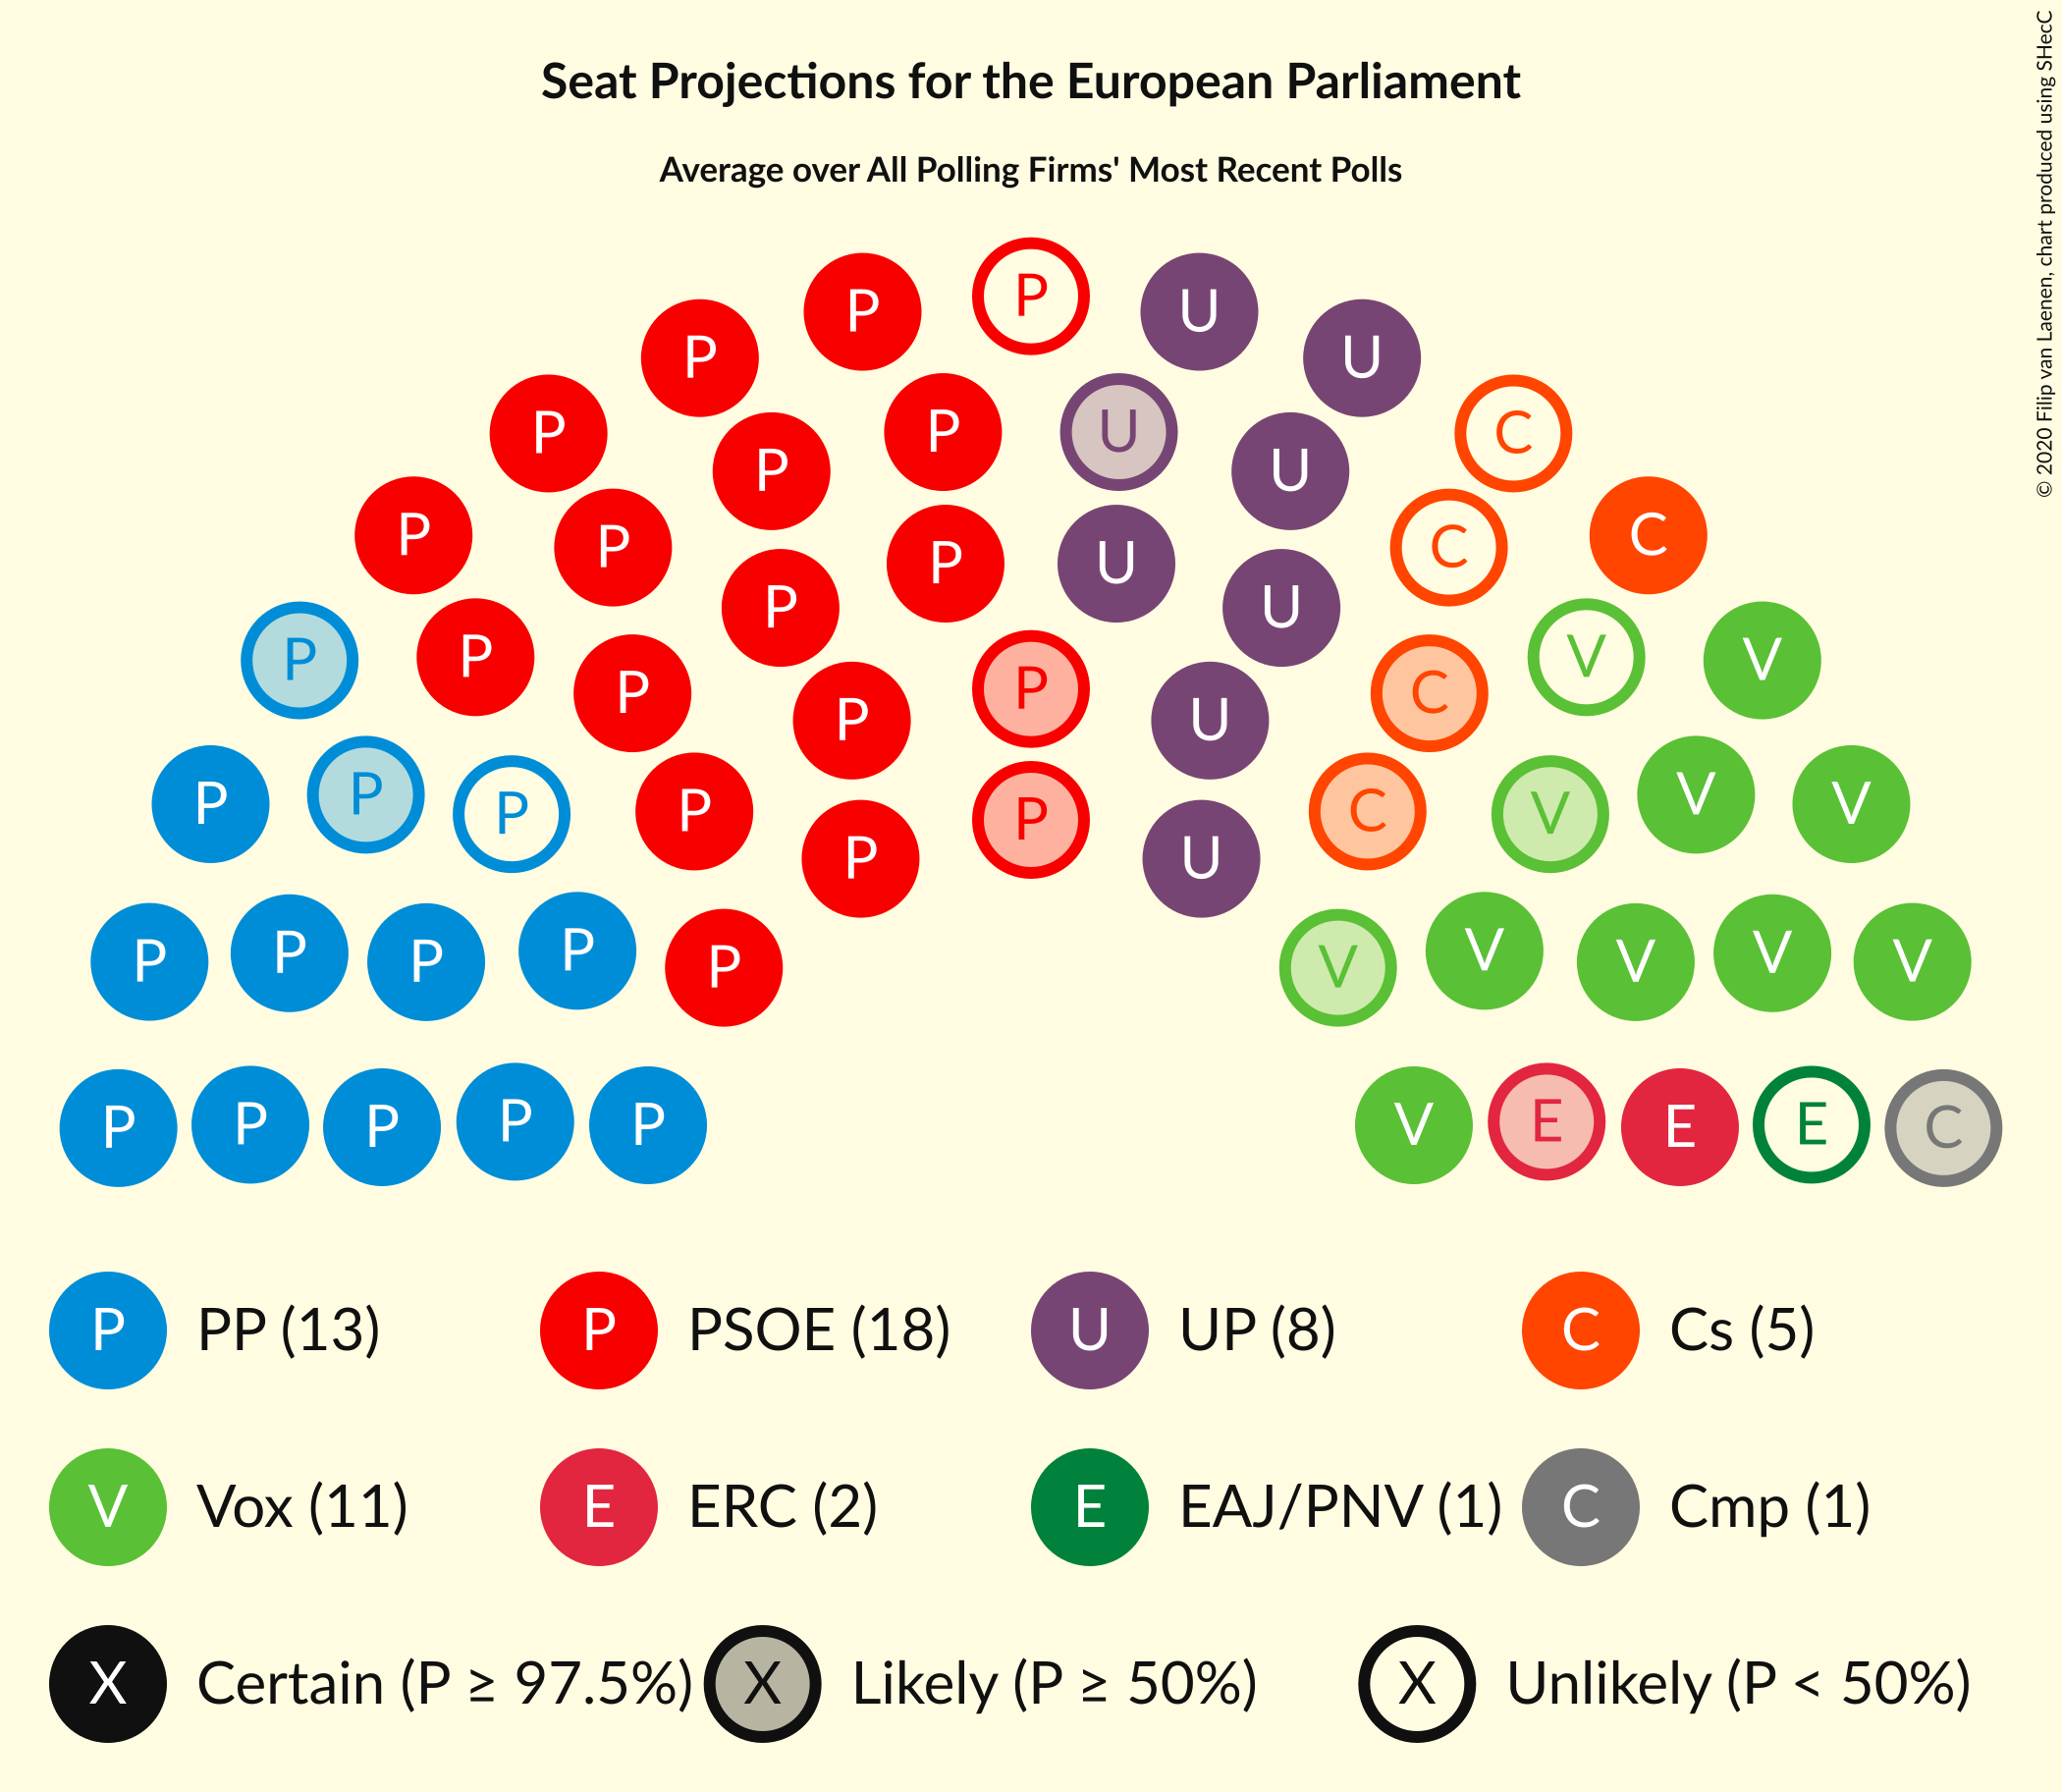 Seat Projections for the European Parliament
Average over All Polling Firms' Most Recent Polls
© 2020 Filip van Laenen, chart produced using SHecC
P
P P U U
P P U C
P P U
P P C C
P P U P U
P P V V
P P P U C
P P P P C V V V
P U
P P P P P V V V V V
P P P P P V E E E C
P PP (13) P PSOE (18) U UP (8) C Cs (5)
V Vox (11) E ERC (2) E EAJ/PNV (1) C Cmp (1)
X Certain (P ≥ 97.5%) X Likely (P ≥ 50%) X Unlikely (P < 50%)